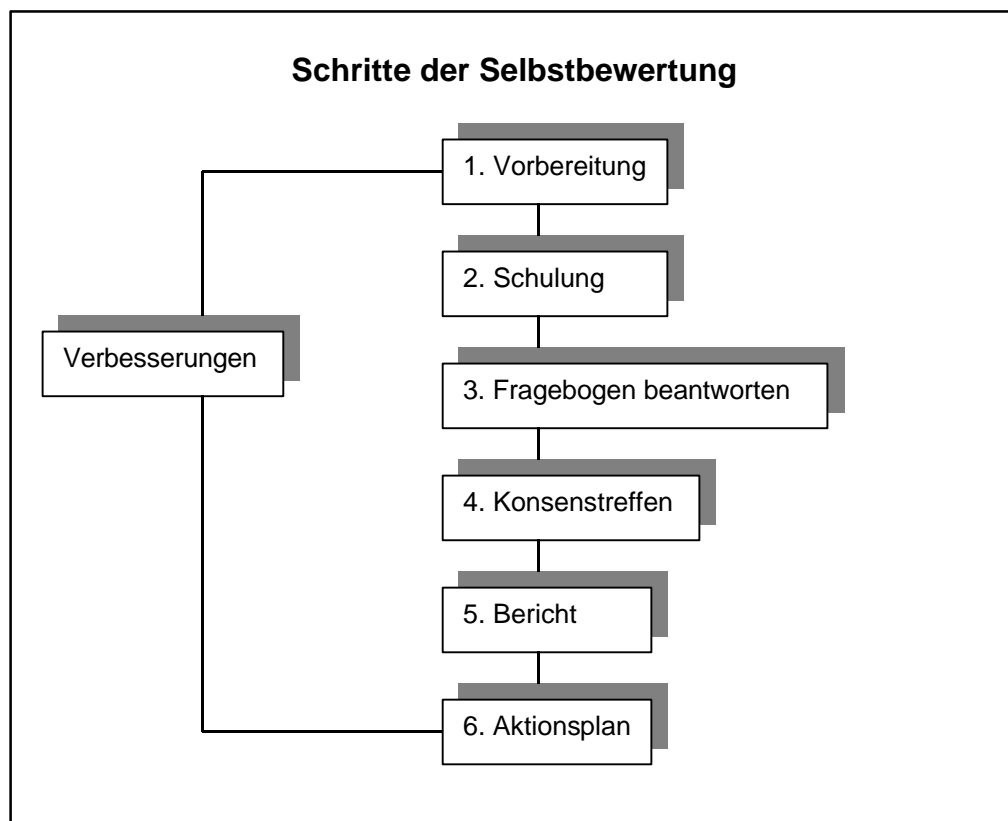 Schritte der Selbstbewertung
1. Vorbereitung
2. Schulung
Verbesserungen
3. Fragebogen beantworten
4. Konsenstreffen
5. Bericht
6. Aktionsplan